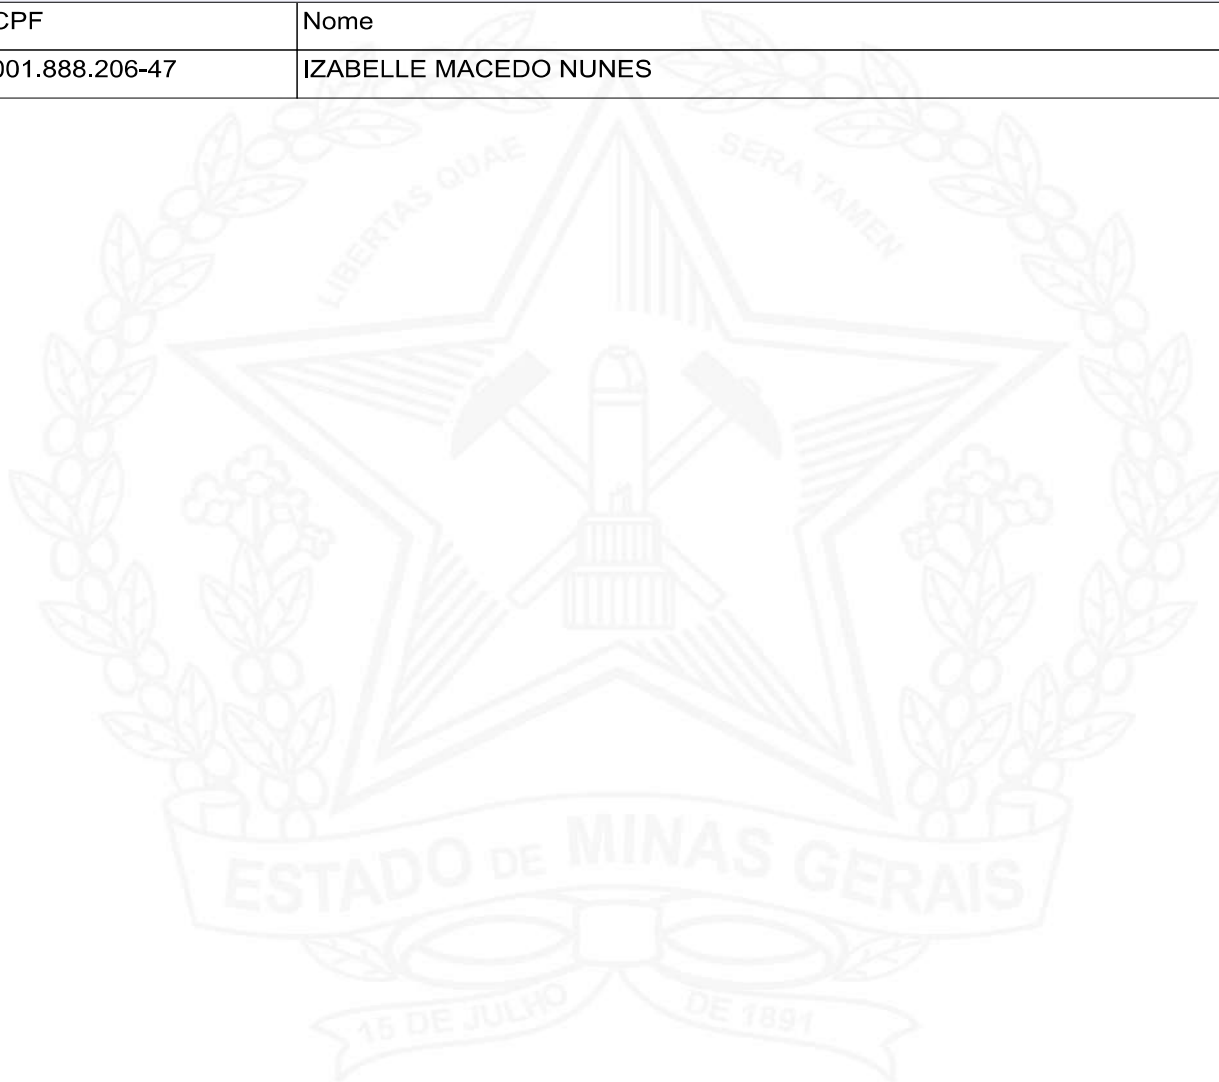 CPF Nome
001.888.206-47 IZABELLE MACEDO NUNES
LIBERTAS QUAE SERA TAMEN
ESTADO DE MINAS GERAIS
15 DE JULHO DE 1891